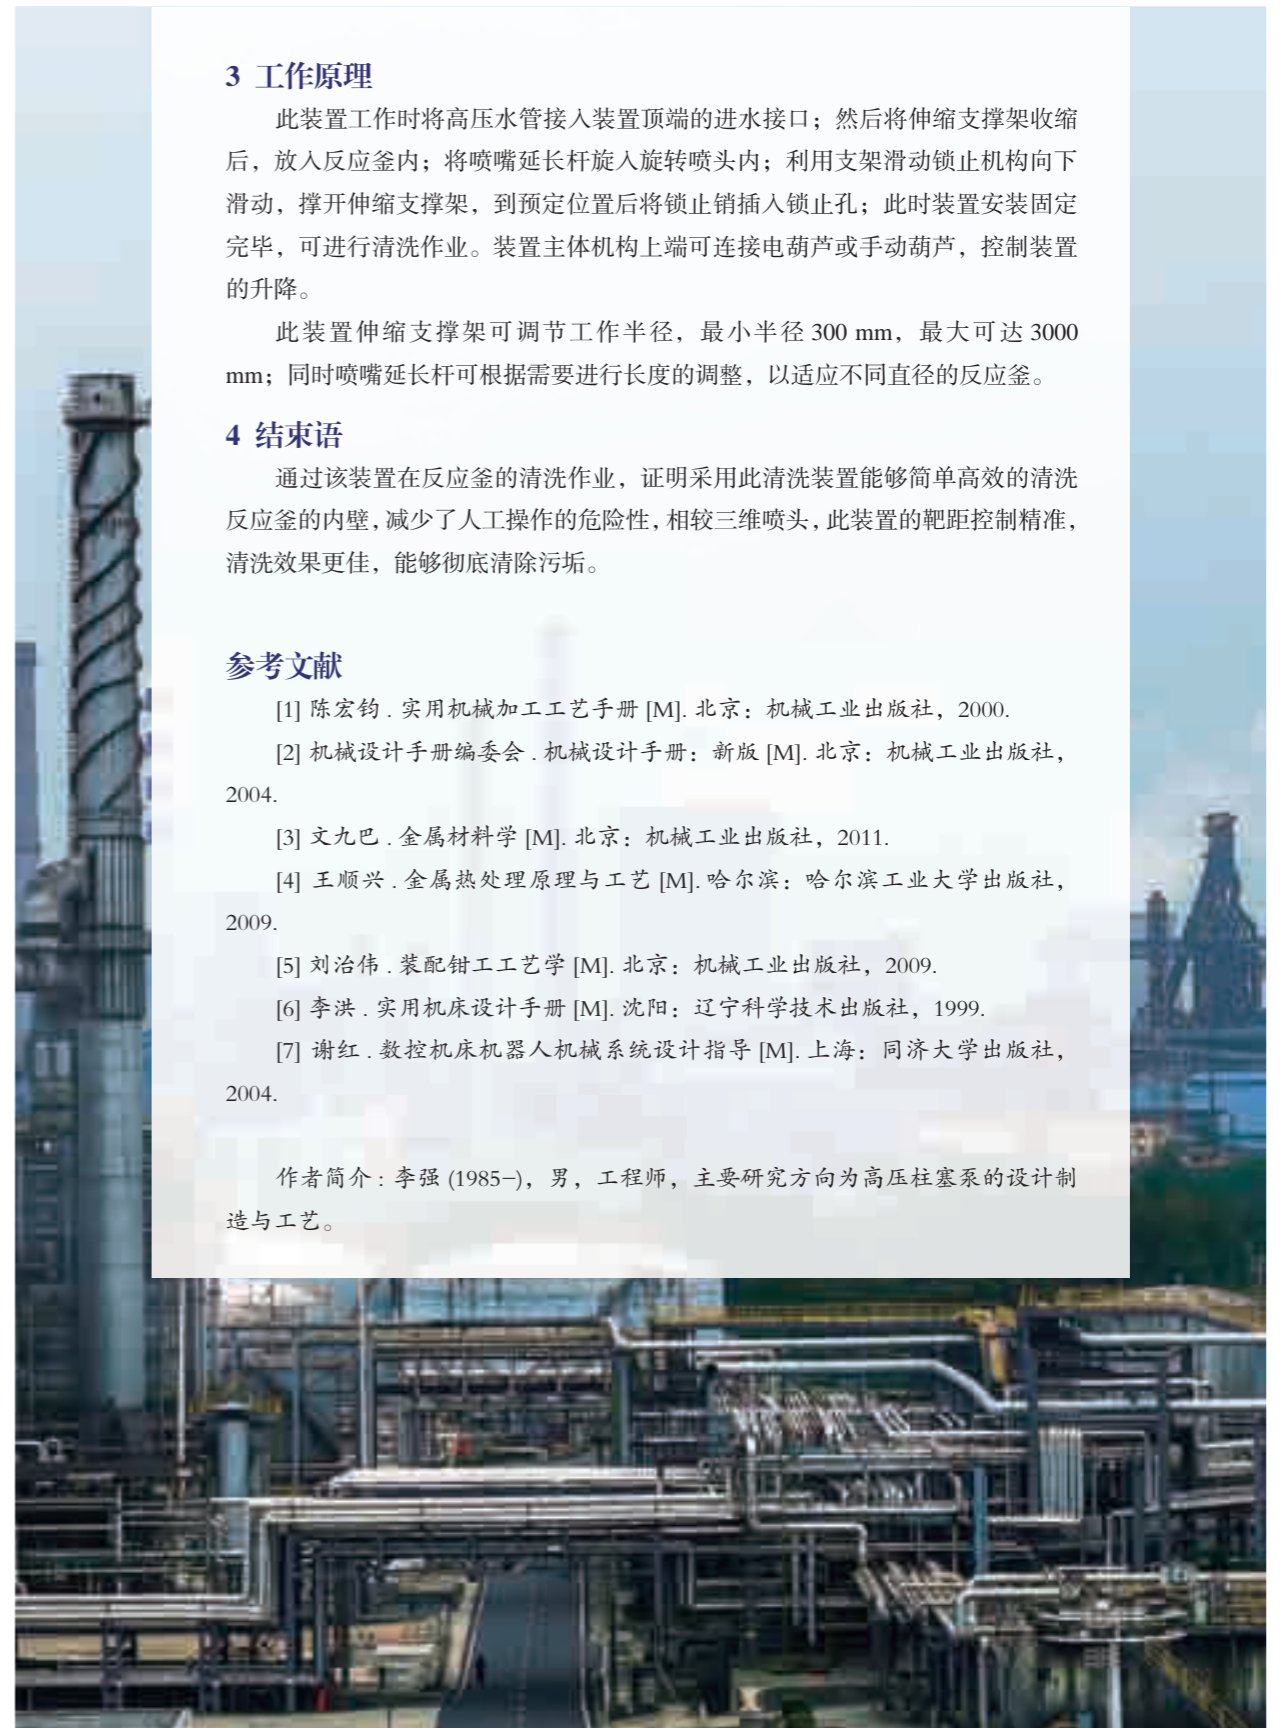 3 工作原理
此装置工作时将高压水管接入装置顶端的进水接口；然后将伸缩支撑架收缩
后，放入反应釜内；将喷嘴延长杆旋入旋转喷头内；利用支架滑动锁止机构向下
滑动，撑开伸缩支撑架，到预定位置后将锁止销插入锁止孔；此时装置安装固定
完毕，可进行清洗作业。装置主体机构上端可连接电葫芦或手动葫芦，控制装置
的升降。
此装置伸缩支撑架可调节工作半径，最小半径 300 mm，最大可达 3000
mm；同时喷嘴延长杆可根据需要进行长度的调整，以适应不同直径的反应釜。
4 结束语
通过该装置在反应釜的清洗作业，证明采用此清洗装置能够简单高效的清洗
反应釜的内壁，减少了人工操作的危险性，相较三维喷头，此装置的靶距控制精准，
清洗效果更佳，能够彻底清除污垢。
参考文献
[1] 陈宏钧 . 实用机械加工工艺手册 [M]. 北京：机械工业出版社，2000.
[2] 机械设计手册编委会 . 机械设计手册：新版 [M]. 北京：机械工业出版社，
2004.
[3] 文九巴 . 金属材料学 [M]. 北京：机械工业出版社，2011.
[4] 王顺兴 . 金属热处理原理与工艺 [M]. 哈尔滨：哈尔滨工业大学出版社，
2009.
[5] 刘治伟 . 装配钳工工艺学 [M]. 北京：机械工业出版社，2009.
[6] 李洪 . 实用机床设计手册 [M]. 沈阳：辽宁科学技术出版社，1999.
[7] 谢红 . 数控机床机器人机械系统设计指导 [M]. 上海：同济大学出版社，
2004.
作者简介 : 李强 (1985–)，男，工程师，主要研究方向为高压柱塞泵的设计制
造与工艺。